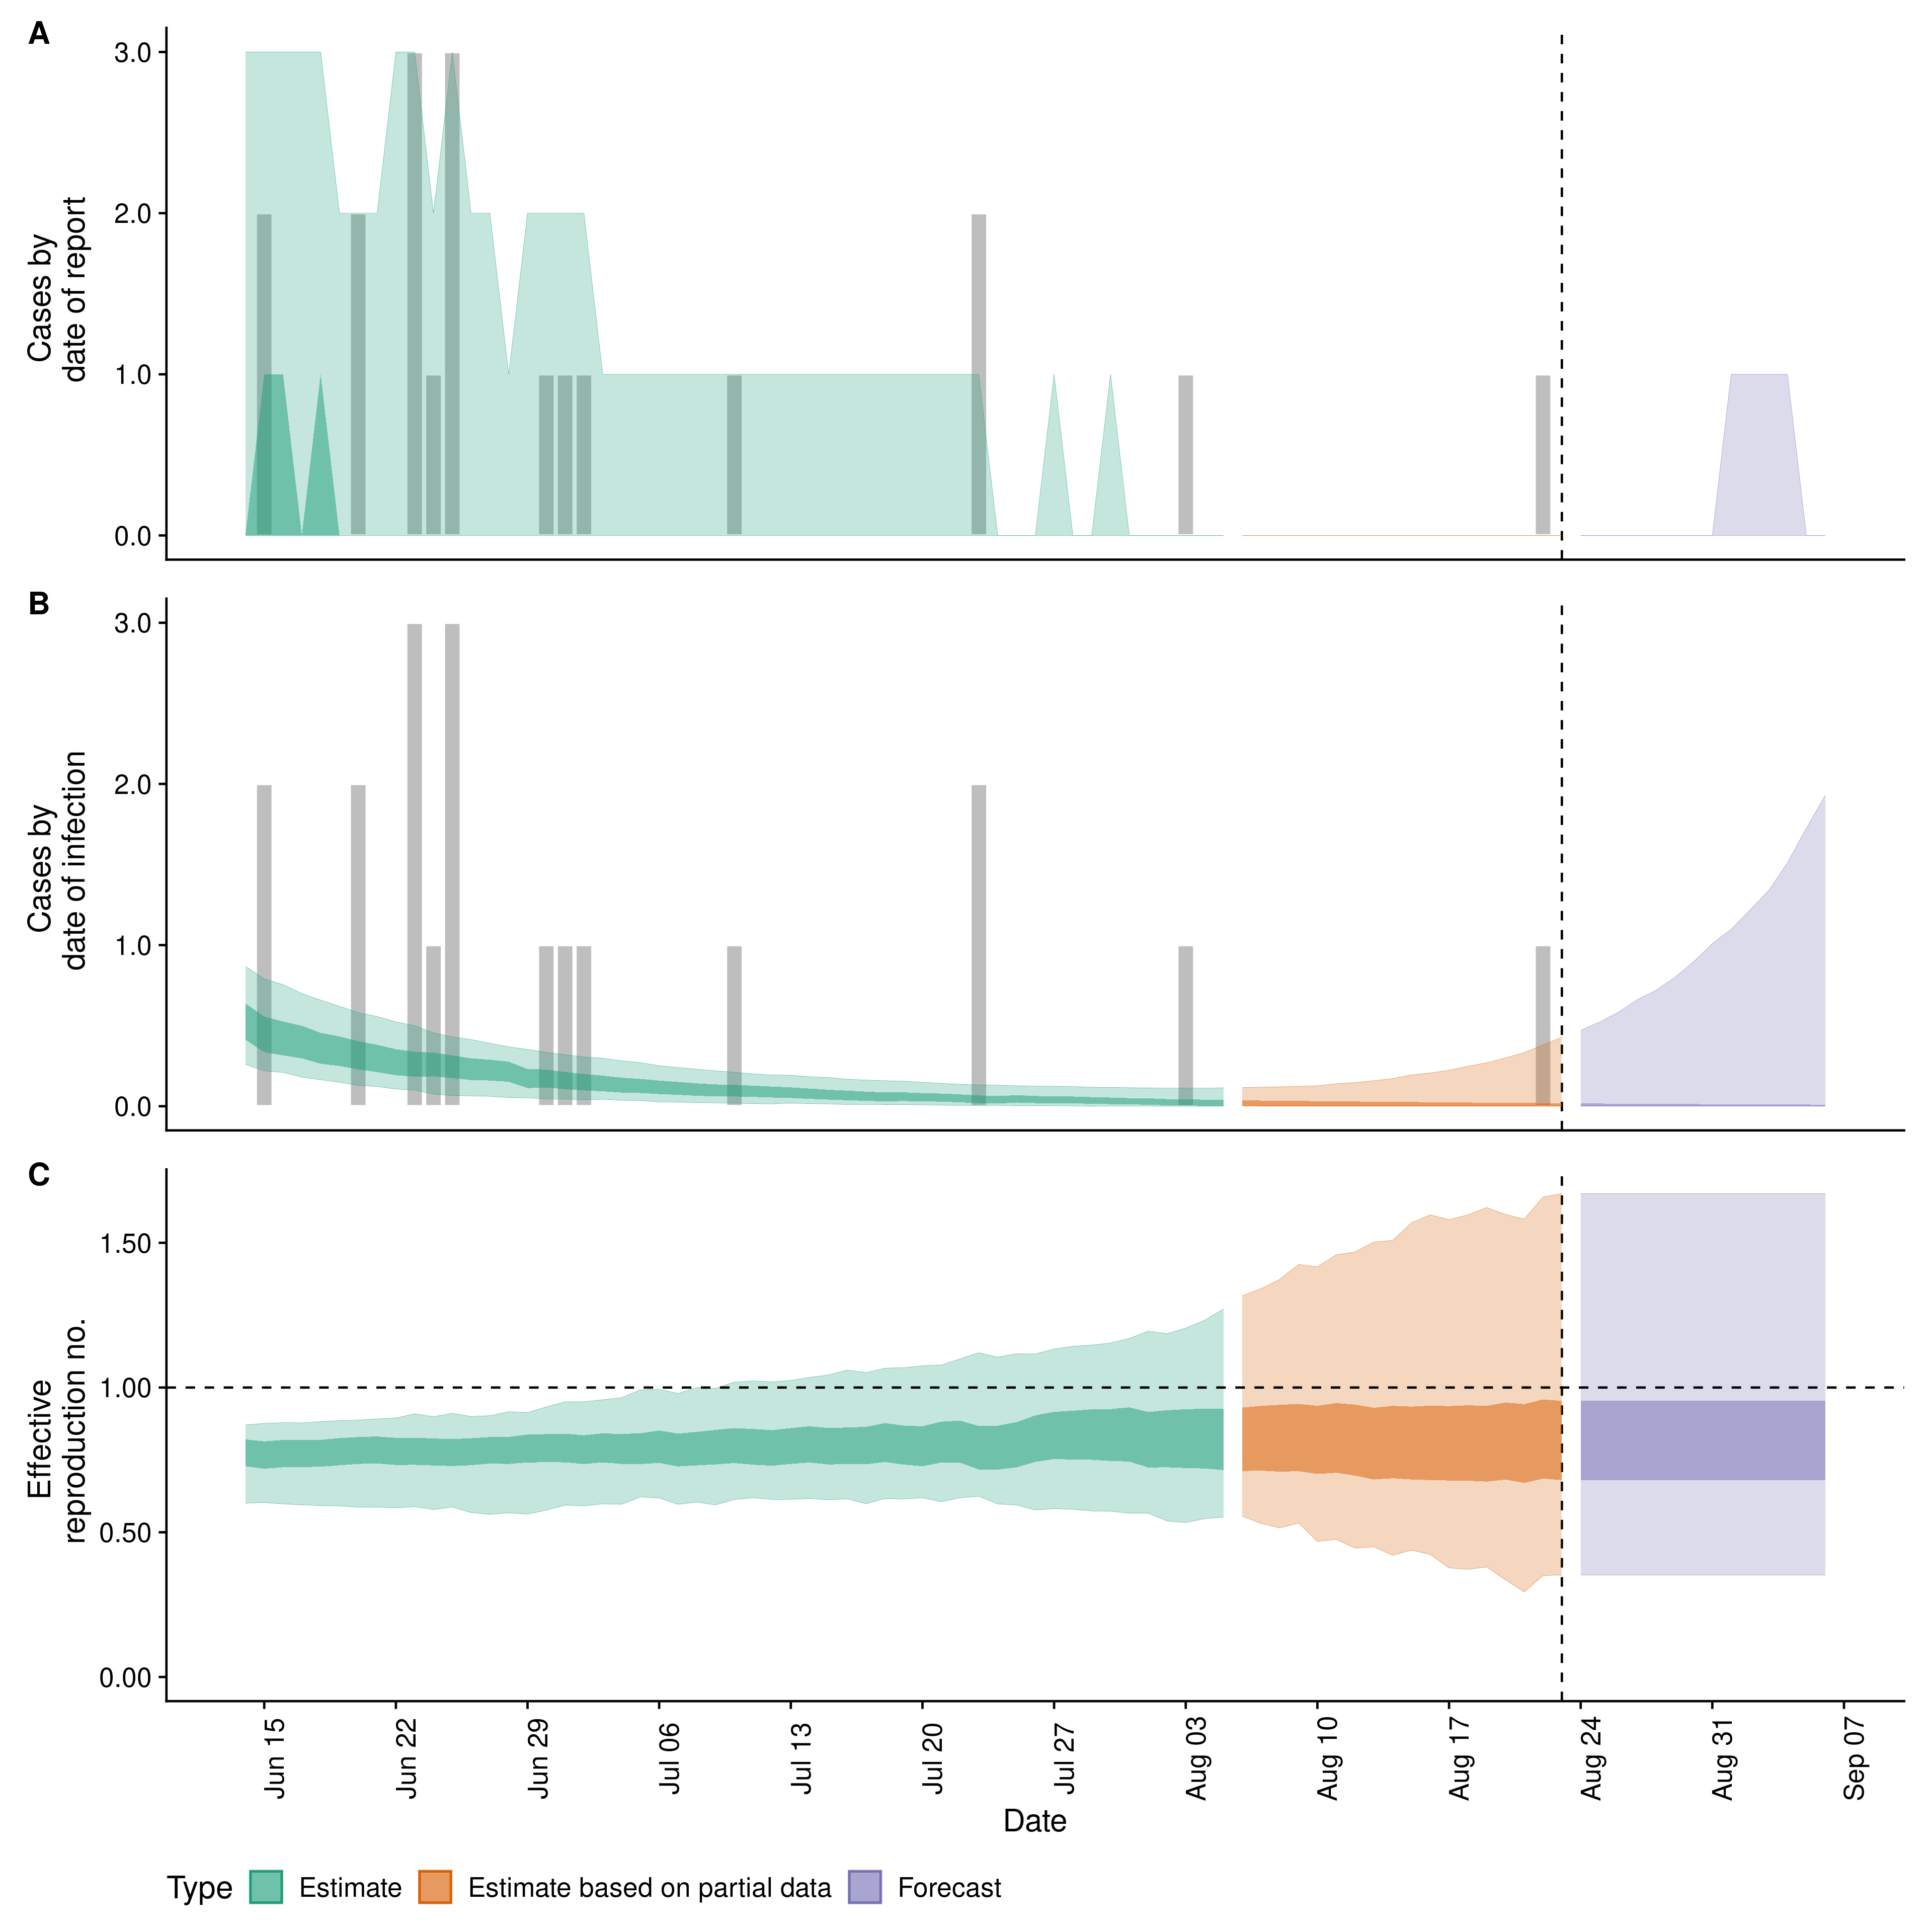 A
Cases by
date of report
3.0
2.0
1.0
0.0
B
Cases by
date of infection
3.0
2.0
1.0
0.0
C
Effective
reproduction no.
1.50
1.00
0.50
0.00
Jun 15
Jun 22
Jun 29
Jul 06
Jul 13
Jul 20
Jul 27
Aug 03
Aug 10
Aug 17
Aug 24
Aug 31
Sep 07
Date
Type Estimate Estimate based on partial data Forecast